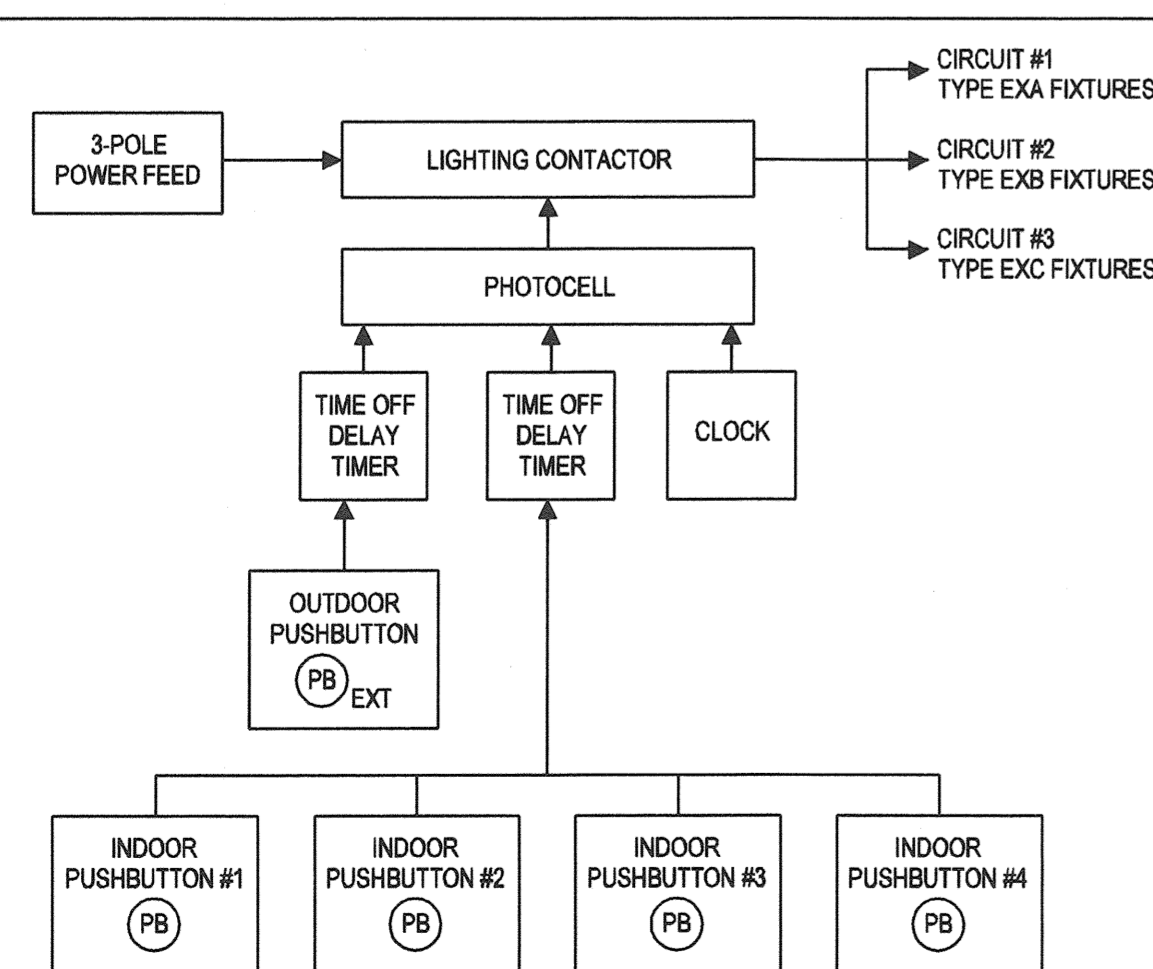 3-POLE
POWER FEED
LIGHTING CONTACTOR
CIRCUIT #1
TYPE EXA FIXTURES
CIRCUIT #2
TYPE EXB FIXTURES
CIRCUIT #3
TYPE EXC FIXTURES
PHOTOCELL
TIME OFF
DELAY
TIMER
TIME OFF
DELAY
TIMER
CLOCK
OUTDOOR
PUSHBUTTON
PB EXT
INDOOR
PUSHBUTTON #1
PB
INDOOR
PUSHBUTTON #2
PB
INDOOR
PUSHBUTTON #3
PB
INDOOR
PUSHBUTTON #4
PB